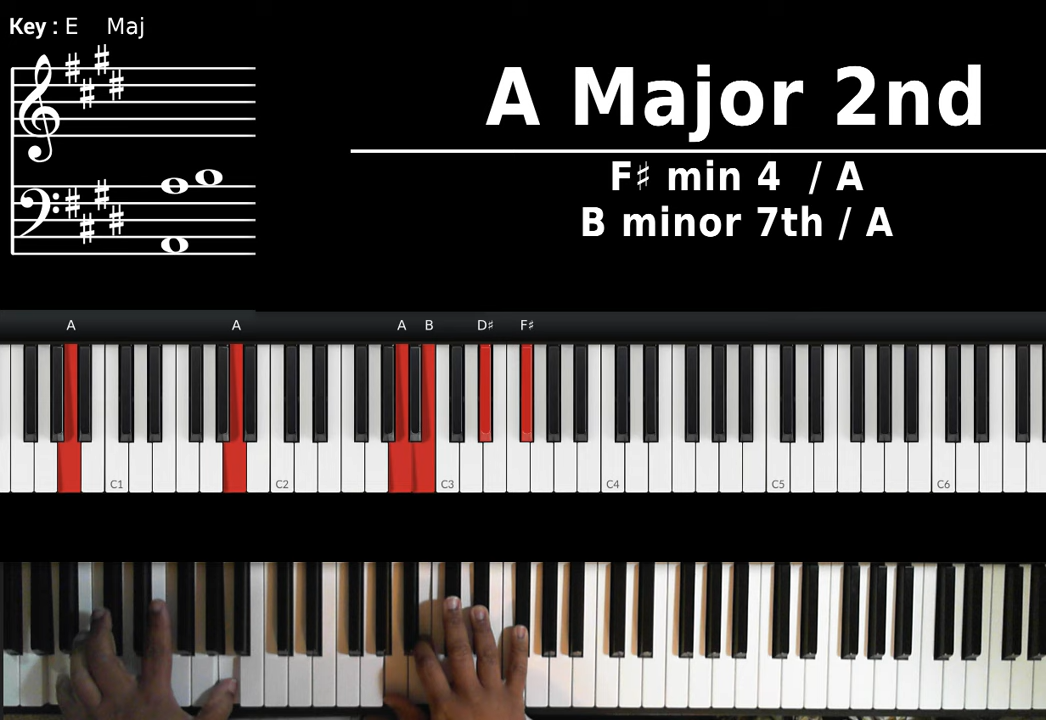 Key : E Maj
A Major 2nd
F♯ min 4 / A
B minor 7th / A
A A A B D♯ F♯
C1 C2 C3 C4 C5 C6